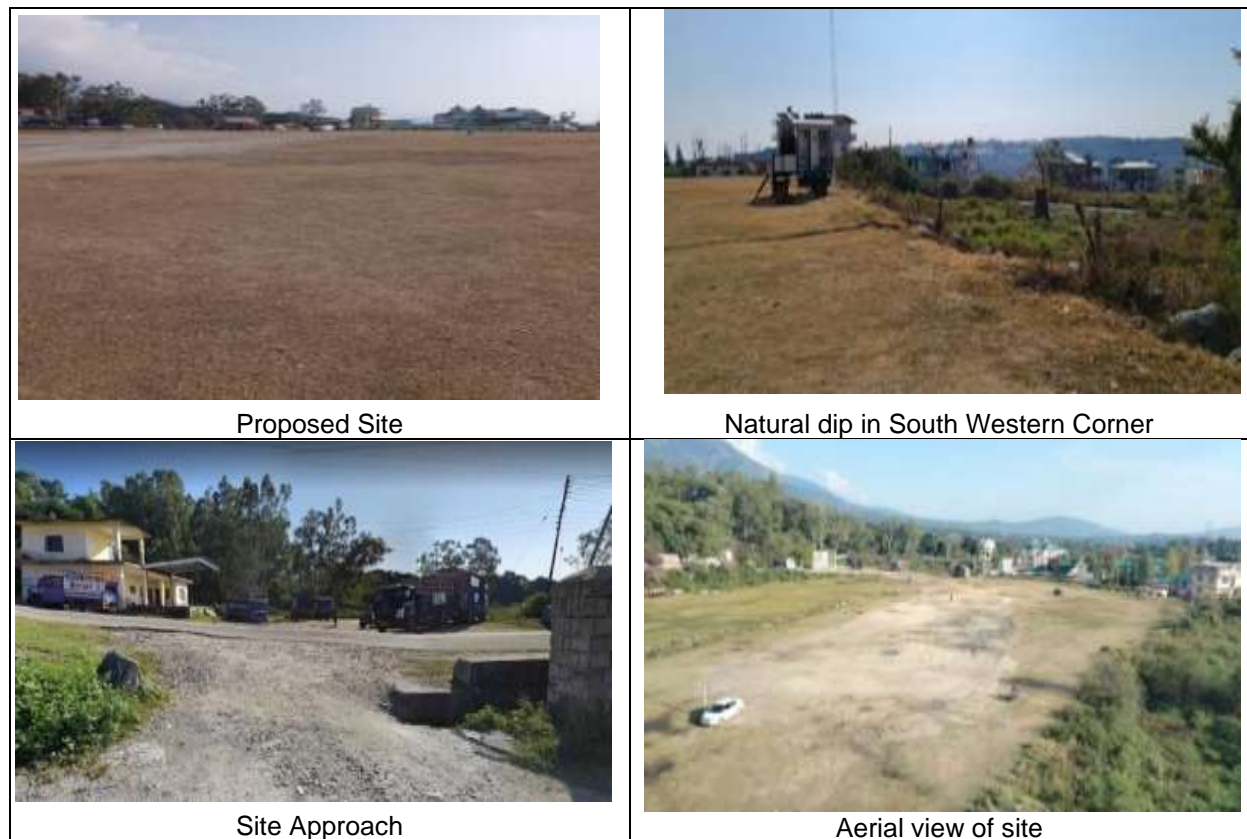 Proposed Site
Natural dip in South Western Corner
Site Approach
Aerial view of site